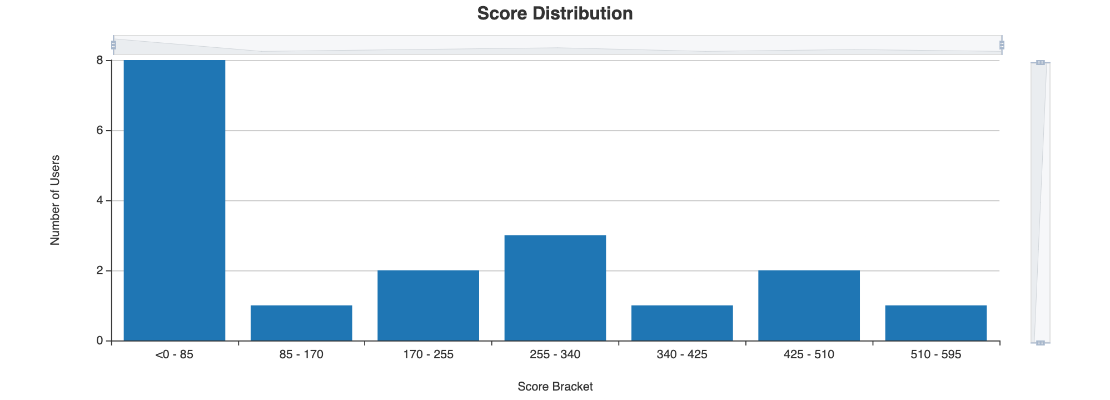 Score Distribution
8
6
4
2
0
Number of Users
<0 - 85
85 - 170
170 - 255
255 - 340
340 - 425
425 - 510
510 - 595
Score Bracket